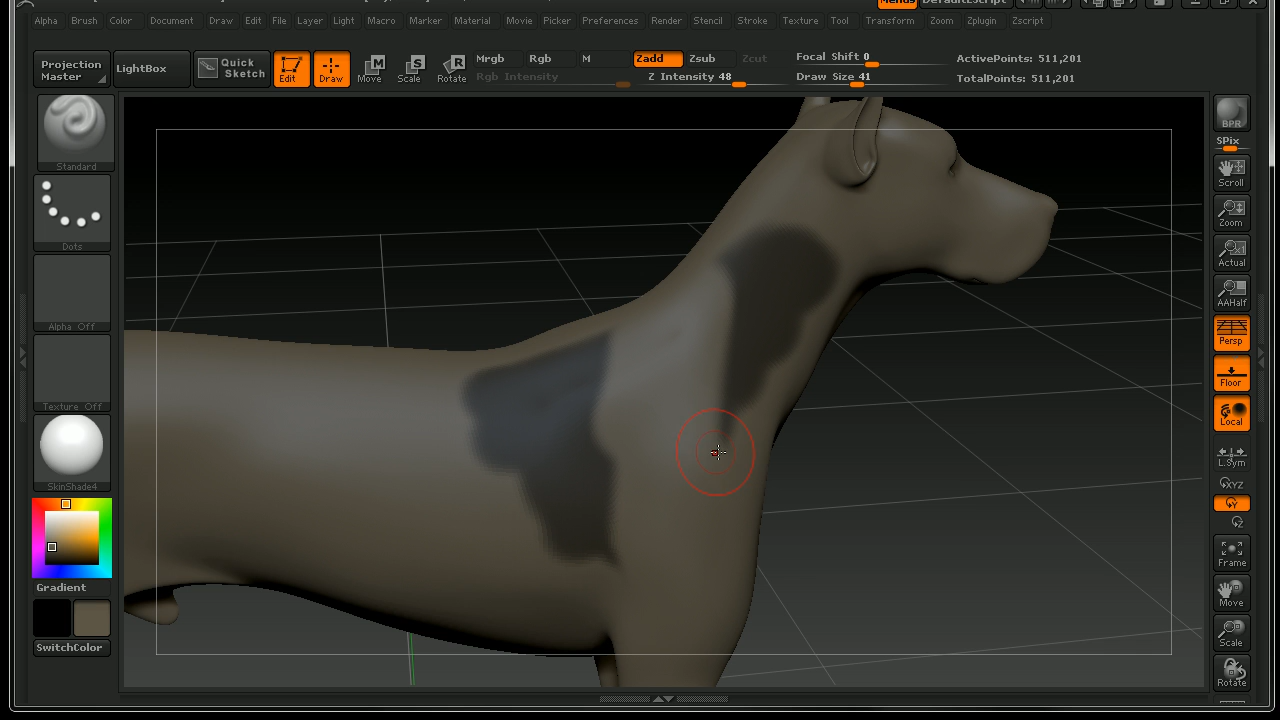 Menus DefaultZScript
Alpha Brush Color Document Draw Edit File Layer Light Macro Marker Material Movie Picker Preferences Render Stencil Stroke Texture Tool Transform Zoom Zplugin Zscript
Projection Master
LightBox
Quick Sketch
Edit
Draw
Move
Scale
Rotate
Mrgb Rgb M
Rgb Intensity
Zadd Zsub Zcut
Z Intensity 48
Focal Shift 0
Draw Size 41
ActivePoints: 511,201
TotalPoints: 511,201
Standard
Dots
Alpha Off
Texture Off
SkinShade4
Gradient
SwitchColor
BPR
SPix
Scroll
Zoom
Actual
AAHalf
Persp
Floor
Local
L.Sym
XYZ
Y
Z
Frame
Move
Scale
Rotate